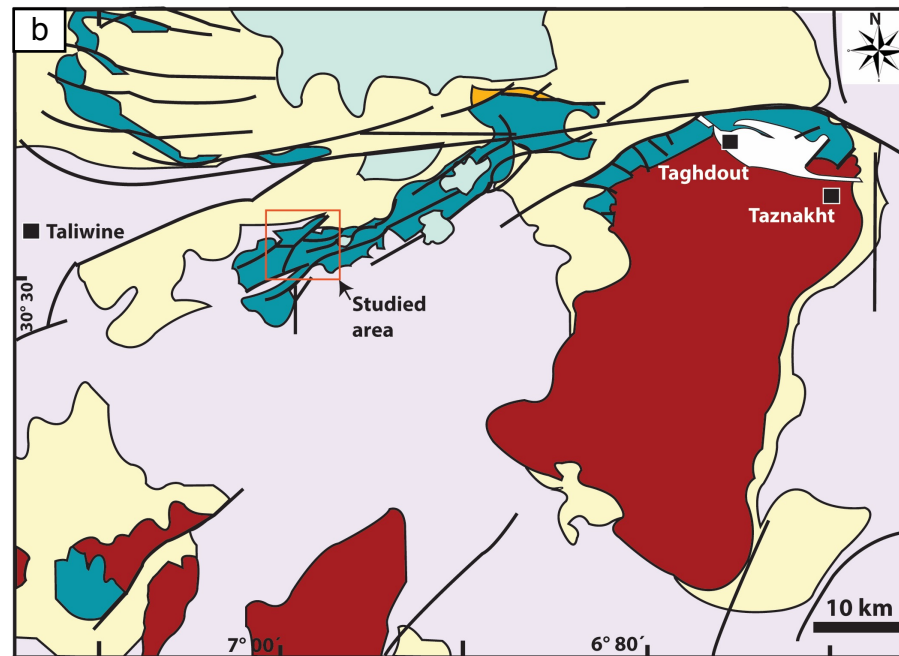 b
N
Taghdout
Taznakht
Taliwine
30° 30
Studied
area
10 km
7° 00´
6° 80´